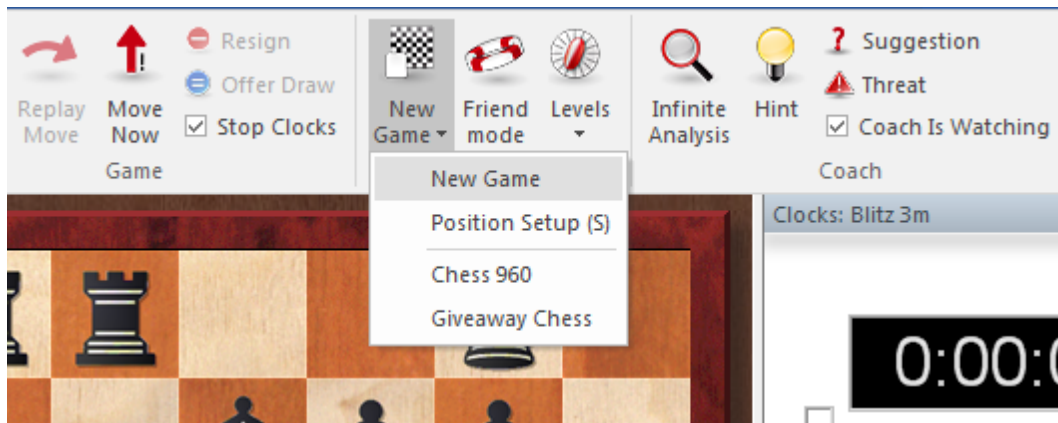 Replay
Move
Move
Now
Resign
Offer Draw
Stop Clocks
Game
New
Game
Friend
mode
Levels
Infinite
Analysis
Hint
Suggestion
Threat
Coach Is Watching
Coach
New Game
Position Setup (S)
Chess 960
Giveaway Chess
Clocks: Blitz 3m
0:00: